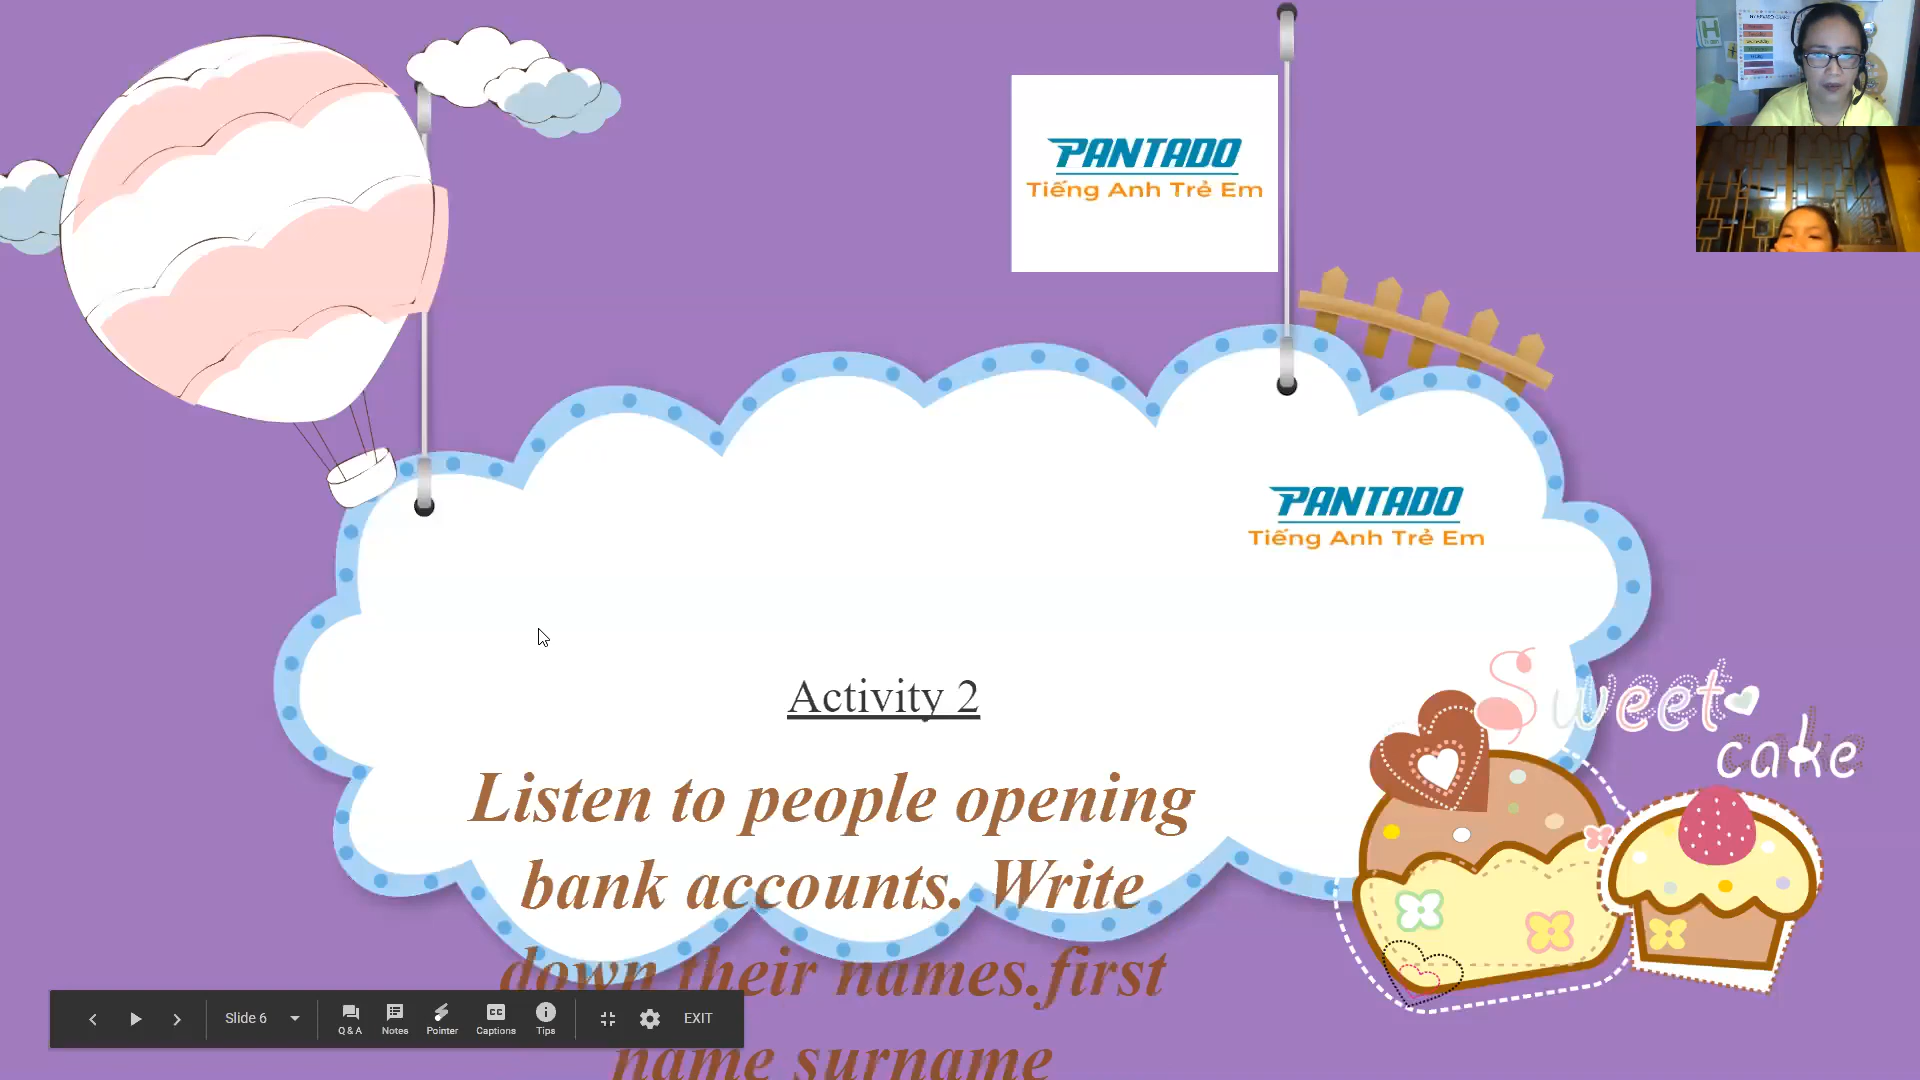 PANTADO
Tiếng Anh Trẻ Em
PANTADO
Tiếng Anh Trẻ Em
Activity 2
Listen to people opening
bank accounts. Write
down their names.first
name surname
Sweet
cake
Slide 6
Q & A
Notes
Pointer
CC
Captions
Tips
EXIT